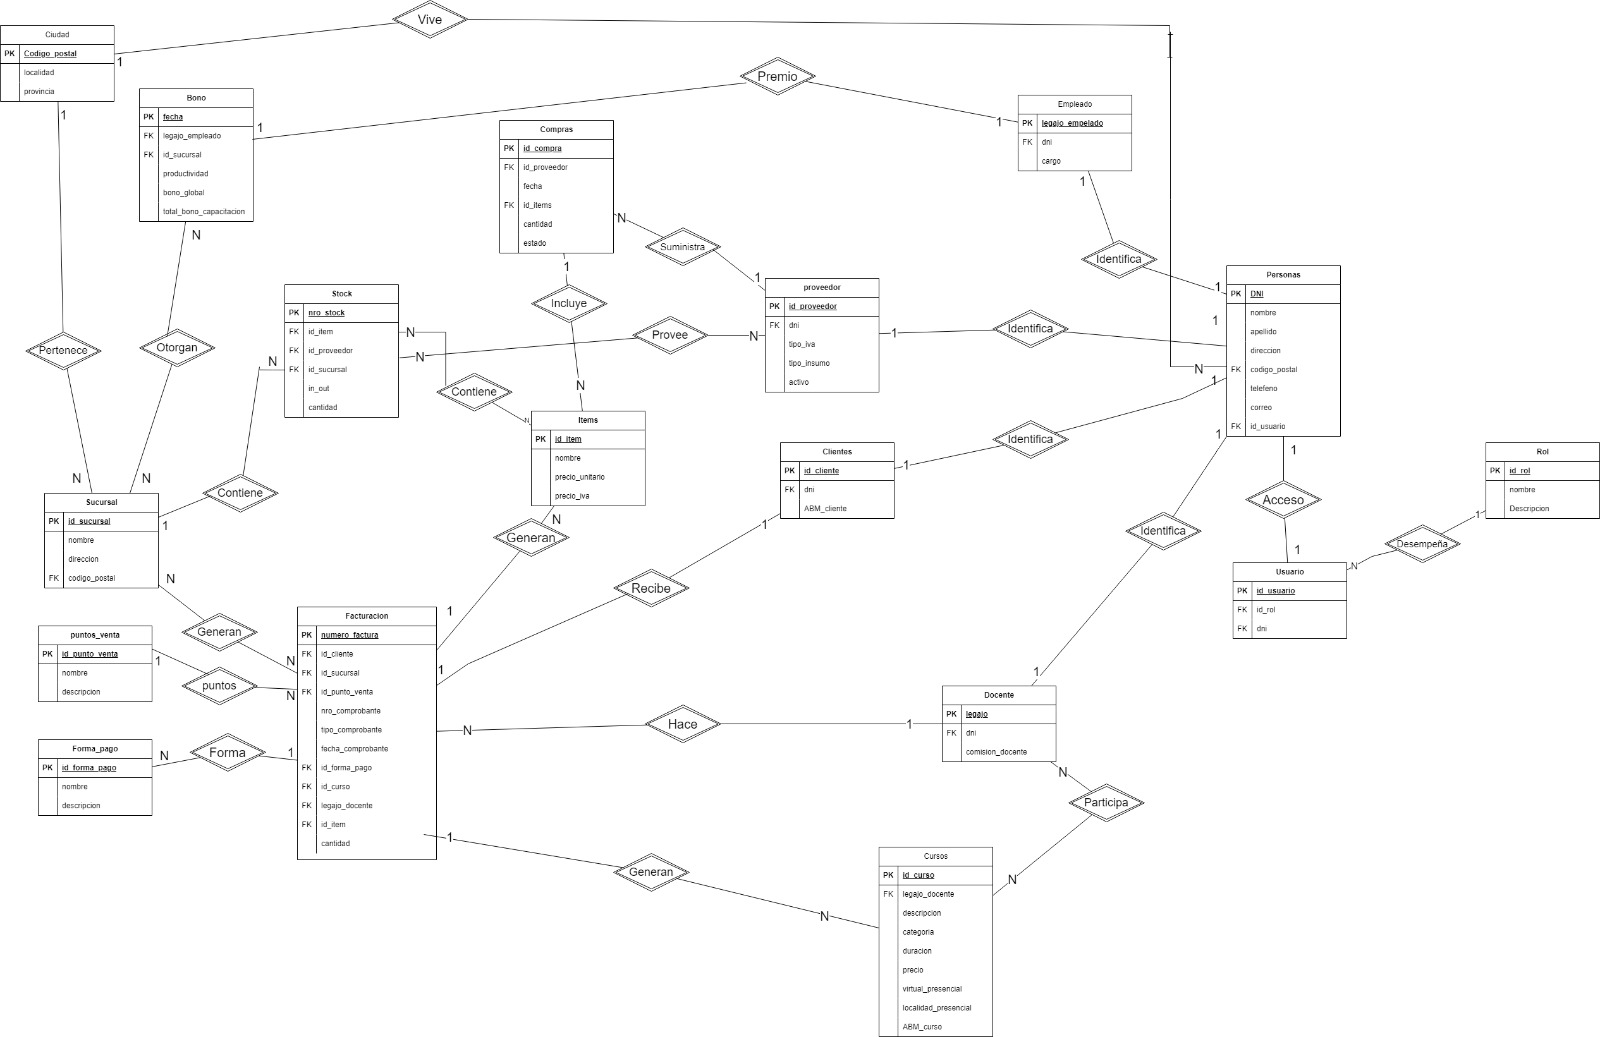 Vive
Ciudad
PK Codigo_postal
localidad
provincia
1
1
1
Bono
PK fecha
FK legajo_empleado
FK id_sucursal
productividad
bono_global
total_bono_capacitacion
1
N
Premio
Empleado
1 PK legajo_empelado
FK dni
cargo
1
Compras
PK id_compra
FK id_proveedor
fecha
FK id_items
cantidad
estado
N
1
Suministra
1
Identifica
1
Personas
PK DNI
nombre
apellido
direccion
FK codigo_postal
telefeno
correo
FK id_usuario
1
N
1
1
1
proveedor
PK id_proveedor
FK dni
tipo_iva
tipo_insumo
activo
1
Identifica
Stock
PK nro_stock
FK id_item
FK id_proveedor
FK id_sucursal
in_out
cantidad
N
N
N
Incluye
N
Provee
N
Pertenece
N
Otorgan
N
Contiene
N
Items
PK id_item
nombre
precio_unitario
precio_iva
N
Clientes
PK id_cliente
FK dni
ABM_cliente
1
1
Identifica
Rol
PK id_rol
nombre
Descripcion
1
Contiene
1
Sucursal
PK id_sucursal
nombre
direccion
FK codigo_postal
N
Generan
Identifica
Acceso
1
Desempeña
N
Usuario
PK id_usuario
FK id_rol
FK dni
Recibe
Generan
N
puntos_venta
PK id_punto_venta
nombre
descripcion
1
puntos
N
Facturacion
PK numero_factura
FK id_cliente
FK id_sucursal
FK id_punto_venta
nro_comprobante
tipo_comprobante
fecha_comprobante
FK id_forma_pago
FK id_curso
FK legajo_docente
FK id_item
cantidad
1
1
N
1
Hace
1
1
Docente
PK legajo
FK dni
comision_docente
N
Forma_pago
PK id_forma_pago
nombre
descripcion
N
Forma
1
Participa
N
Generan
N
Cursos
PK id_curso
FK legajo_docente
descripcion
categoria
duracion
precio
virtual_presencial
localidad_presencial
ABM_curso